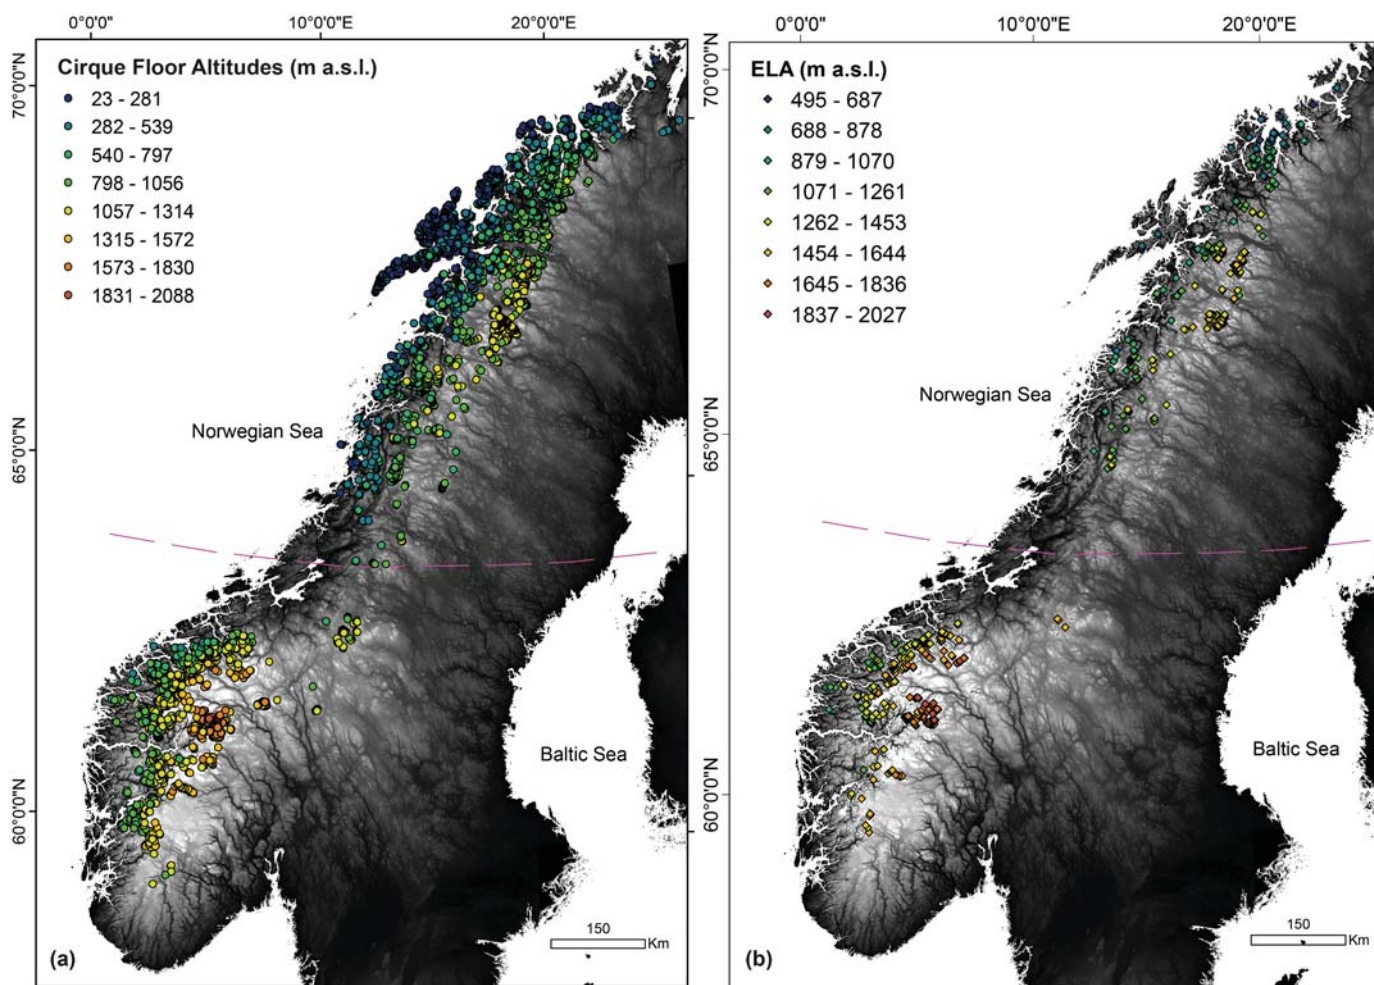 0°0'0"
10°0'0"E
20°0'0"E
Cirque Floor Altitudes (m a.s.l.)
23 - 281
282 - 539
540 - 797
798 - 1056
1057 - 1314
1315 - 1572
1573 - 1830
1831 - 2088
70°0'0"N
65°0'0"N
60°0'0"N
Norwegian Sea
Baltic Sea
150
Km
(a)
0°0'0"
10°0'0"E
20°0'0"E
ELA (m a.s.l.)
495 - 687
688 - 878
879 - 1070
1071 - 1261
1262 - 1453
1454 - 1644
1645 - 1836
1837 - 2027
70°0'0"N
65°0'0"N
60°0'0"N
Norwegian Sea
Baltic Sea
150
Km
(b)